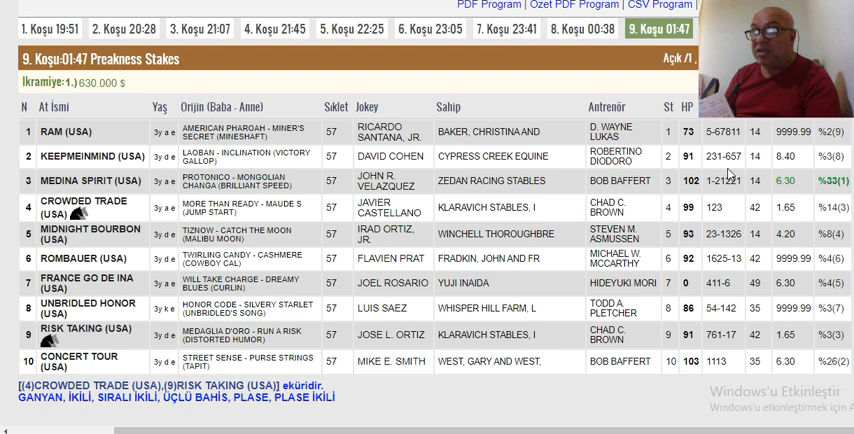 PDF Program | Özet PDF Program | CSV Program |
1. Koşu 19:51 2. Koşu 20:28 3. Koşu 21:07 4. Koşu 21:45 5. Koşu 22:25 6. Koşu 23:05 7. Koşu 23:41 8. Koşu 00:38 9. Koşu 01:47
9. Koşu:01:47 Preakness Stakes Açık /1 ,
Ikramiye:1.) 630.000 $
N At İsmi Yaş Orijin (Baba - Anne) Sıklet Jokey Sahip Antrenör St HP
1 RAM (USA) 3y a e AMERICAN PHAROAH - MINER'S SECRET (MINESHAFT) 57 RICARDO SANTANA, JR. BAKER, CHRISTINA AND D. WAYNE LUKAS 1 73 5-67811 14 9999.99 %2(9)
2 KEEPMEINMIND (USA) 3y d e LAOBAN - INCLINATION (VICTORY GALLOP) 57 DAVID COHEN CYPRESS CREEK EQUINE ROBERTINO DIODORO 2 91 231-657 14 8.40 %3(8)
3 MEDINA SPIRIT (USA) 3y a e PROTONICO - MONGOLIAN CHANGA (BRILLIANT SPEED) 57 JOHN R. VELAZQUEZ ZEDAN RACING STABLES BOB BAFFERT 3 102 1-21221 14 6.30 %33(1)
4 CROWDED TRADE (USA) 3y d e MORE THAN READY - MAUDE S (JUMP START) 57 JAVIER CASTELLANO KLARAVICH STABLES, I CHAD C. BROWN 4 99 123 42 1.65 %14(3)
5 MIDNIGHT BOURBON (USA) 3y d e TIZNOW - CATCH THE MOON (MALIBU MOON) 57 IRAD ORTIZ, JR. WINCHELL THOROUGHBRE STEVEN M. ASMUSSEN 5 93 23-1326 14 4.20 %8(4)
6 ROMBAUER (USA) 3y d e TWIRLING CANDY - CASHMERE (COWBOY CAL) 57 FLAVIEN PRAT FRADKIN, JOHN AND FR MICHAEL W. MCCARTHY 6 92 1625-13 42 9999.99 %4(6)
7 FRANCE GO DE INA (USA) 3y a e WILL TAKE CHARGE - DREAMY BLUES (CURLIN) 57 JOEL ROSARIO YUJI INAIDA HIDEYUKI MORI 7 0 411-6 49 6.30 %4(5)
8 UNBRIDLED HONOR (USA) 3y k e HONOR CODE - SILVERY STARLET (UNBRIDLED'S SONG) 57 LUIS SAEZ WHISPER HILL FARM, L TODD A. PLETCHER 8 86 54-142 35 9999.99 %3(7)
9 RISK TAKING (USA) 3y d e MEDAGLIA D'ORO - RUN A RISK (DISTORTED HUMOR) 57 JOSE L. ORTIZ KLARAVICH STABLES, I CHAD C. BROWN 9 91 761-17 42 1.65 %3(3)
10 CONCERT TOUR (USA) 3y d e STREET SENSE - PURSE STRINGS (TAPIT) 57 MIKE E. SMITH WEST, GARY AND WEST, BOB BAFFERT 10 103 1113 35 6.30 %26(2)
[(4)CROWDED TRADE (USA),(9)RISK TAKING (USA)] eküridir.
GANYAN, İKİLİ, SIRALI İKİLİ, ÜÇLÜ BAHİS, PLASE, PLASE İKİLİ
Windows'u Etkinleştir
Windows'u etkinleştirmek için A